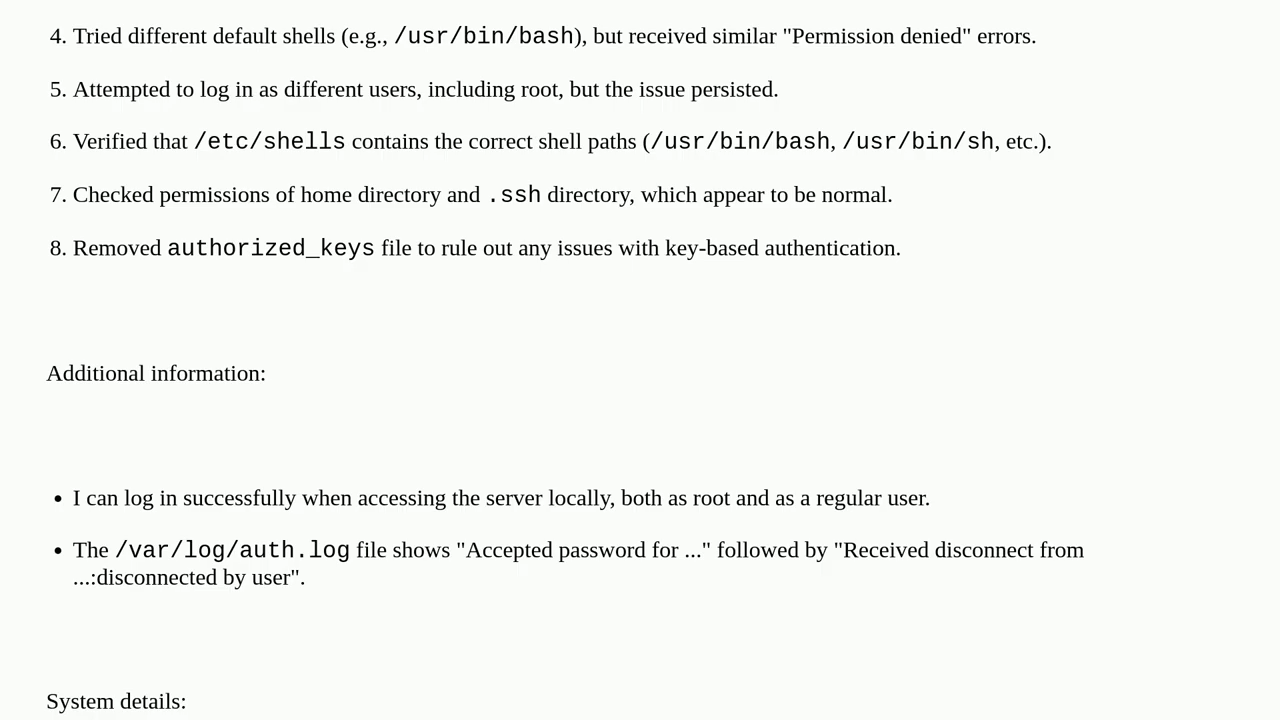 4. Tried different default shells (e.g., /usr/bin/bash), but received similar "Permission denied" errors.
5. Attempted to log in as different users, including root, but the issue persisted.
6. Verified that /etc/shells contains the correct shell paths (/usr/bin/bash, /usr/bin/sh, etc.).
7. Checked permissions of home directory and .ssh directory, which appear to be normal.
8. Removed authorized_keys file to rule out any issues with key-based authentication.
Additional information:
• I can log in successfully when accessing the server locally, both as root and as a regular user.
• The /var/log/auth.log file shows "Accepted password for ..." followed by "Received disconnect from
...:disconnected by user".
System details: